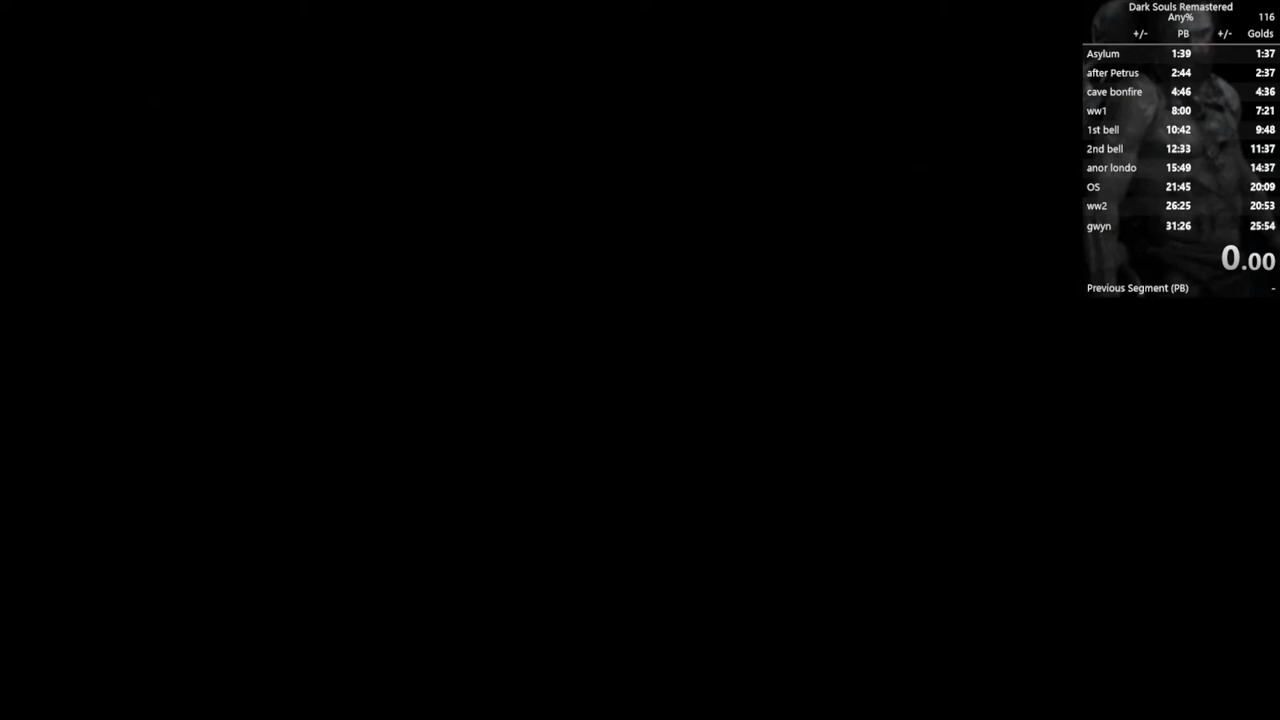 Dark Souls Remastered
Any% 116
+/- PB +/- Golds
Asylum 1:39 1:37
after Petrus 2:44 2:37
cave bonfire 4:46 4:36
ww1 8:00 7:21
1st bell 10:42 9:48
2nd bell 12:33 11:37
anor londo 15:49 14:37
OS 21:45 20:09
ww2 26:25 20:53
gwyn 31:26 25:54
0.00
Previous Segment (PB) -